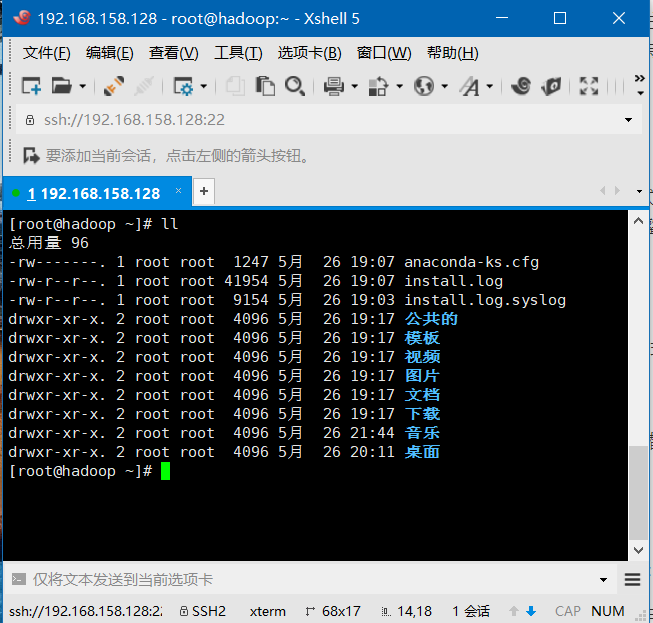 192.168.158.128 - root@hadoop:~ - Xshell 5
文件(F) 编辑(E) 查看(V) 工具(T) 选项卡(B) 窗口(W) 帮助(H)
ssh://192.168.158.128:22
要添加当前会话，点击左侧的箭头按钮。
1 192.168.158.128 × +
[root@hadoop ~]# ll
总用量 96
-rw-------. 1 root root  1247 5月  26 19:07 anaconda-ks.cfg
-rw-r--r--. 1 root root 41954 5月  26 19:07 install.log
-rw-r--r--. 1 root root  9154 5月  26 19:03 install.log.syslog
drwxr-xr-x. 2 root root  4096 5月  26 19:17 公共的
drwxr-xr-x. 2 root root  4096 5月  26 19:17 模板
drwxr-xr-x. 2 root root  4096 5月  26 19:17 视频
drwxr-xr-x. 2 root root  4096 5月  26 19:17 图片
drwxr-xr-x. 2 root root  4096 5月  26 19:17 文档
drwxr-xr-x. 2 root root  4096 5月  26 19:17 下载
drwxr-xr-x. 2 root root  4096 5月  26 21:44 音乐
drwxr-xr-x. 2 root root  4096 5月  26 20:11 桌面
[root@hadoop ~]#
仅将文本发送到当前选项卡
ssh://192.168.158.128:22 SSH2 xterm 68x17 14,18 1 会话 CAP NUM